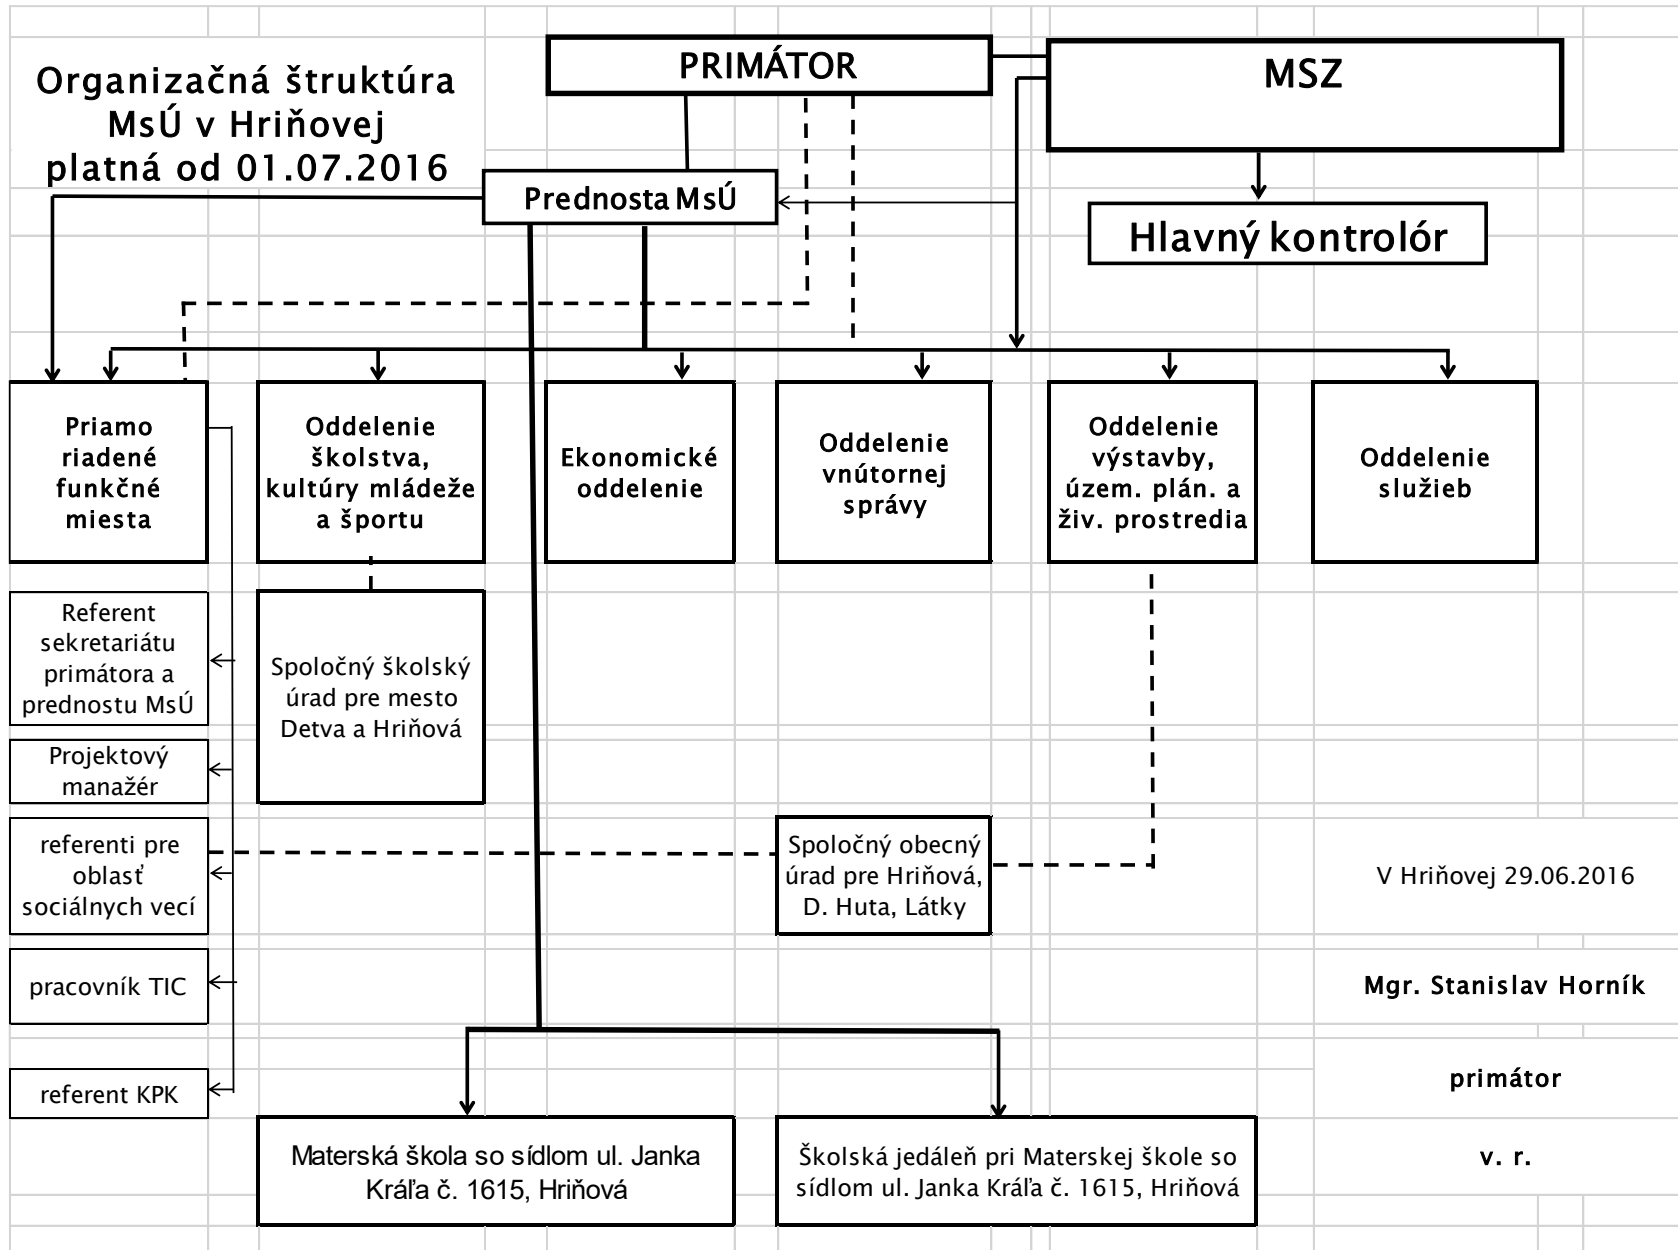 Organizačná štruktúra
MsÚ v Hriňovej
platná od 01.07.2016
PRIMÁTOR
MSZ
Prednosta MsÚ
Hlavný kontrolór
Priamo
riadené
funkčné
miesta
Oddelenie
školstva,
kultúry mládeže
a športu
Ekonomické
oddelenie
Oddelenie
vnútornej
správy
Oddelenie
výstavby,
územ. plán. a
živ. prostredia
Oddelenie
služieb
Referent
sekretariátu
primátora a
prednostu MsÚ
Spoločný školský
úrad pre mesto
Detva a Hriňová
Projektový
manažér
referenti pre
oblasť
sociálnych vecí
Spoločný obecný
úrad pre Hriňová,
D. Huta, Látky
V Hriňovej 29.06.2016
pracovník TIC
Mgr. Stanislav Horník
referent KPK
primátor
Materská škola so sídlom ul. Janka
Kráľa č. 1615, Hriňová
Školská jedáleň pri Materskej škole so
sídlom ul. Janka Kráľa č. 1615, Hriňová
v. r.